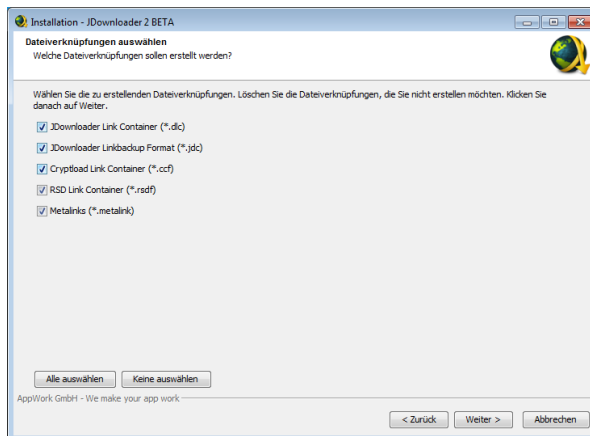 Installation - JDownloader 2 BETA
Dateiverknüpfungen auswählen
Welche Dateiverknüpfungen sollen erstellt werden?
Wählen Sie die zu erstellenden Dateiverknüpfungen. Löschen Sie die Dateiverknüpfungen, die Sie nicht erstellen möchten. Klicken Sie
danach auf Weiter.
JDownloader Link Container (*.dlc)
JDownloader Linkbackup Format (*.jdc)
Cryptload Link Container (*.ccf)
RSD Link Container (*.rsdf)
Metalinks (*.metalink)
Alle auswählen Keine auswählen
AppWork GmbH - We make your app work
< Zurück Weiter > Abbrechen